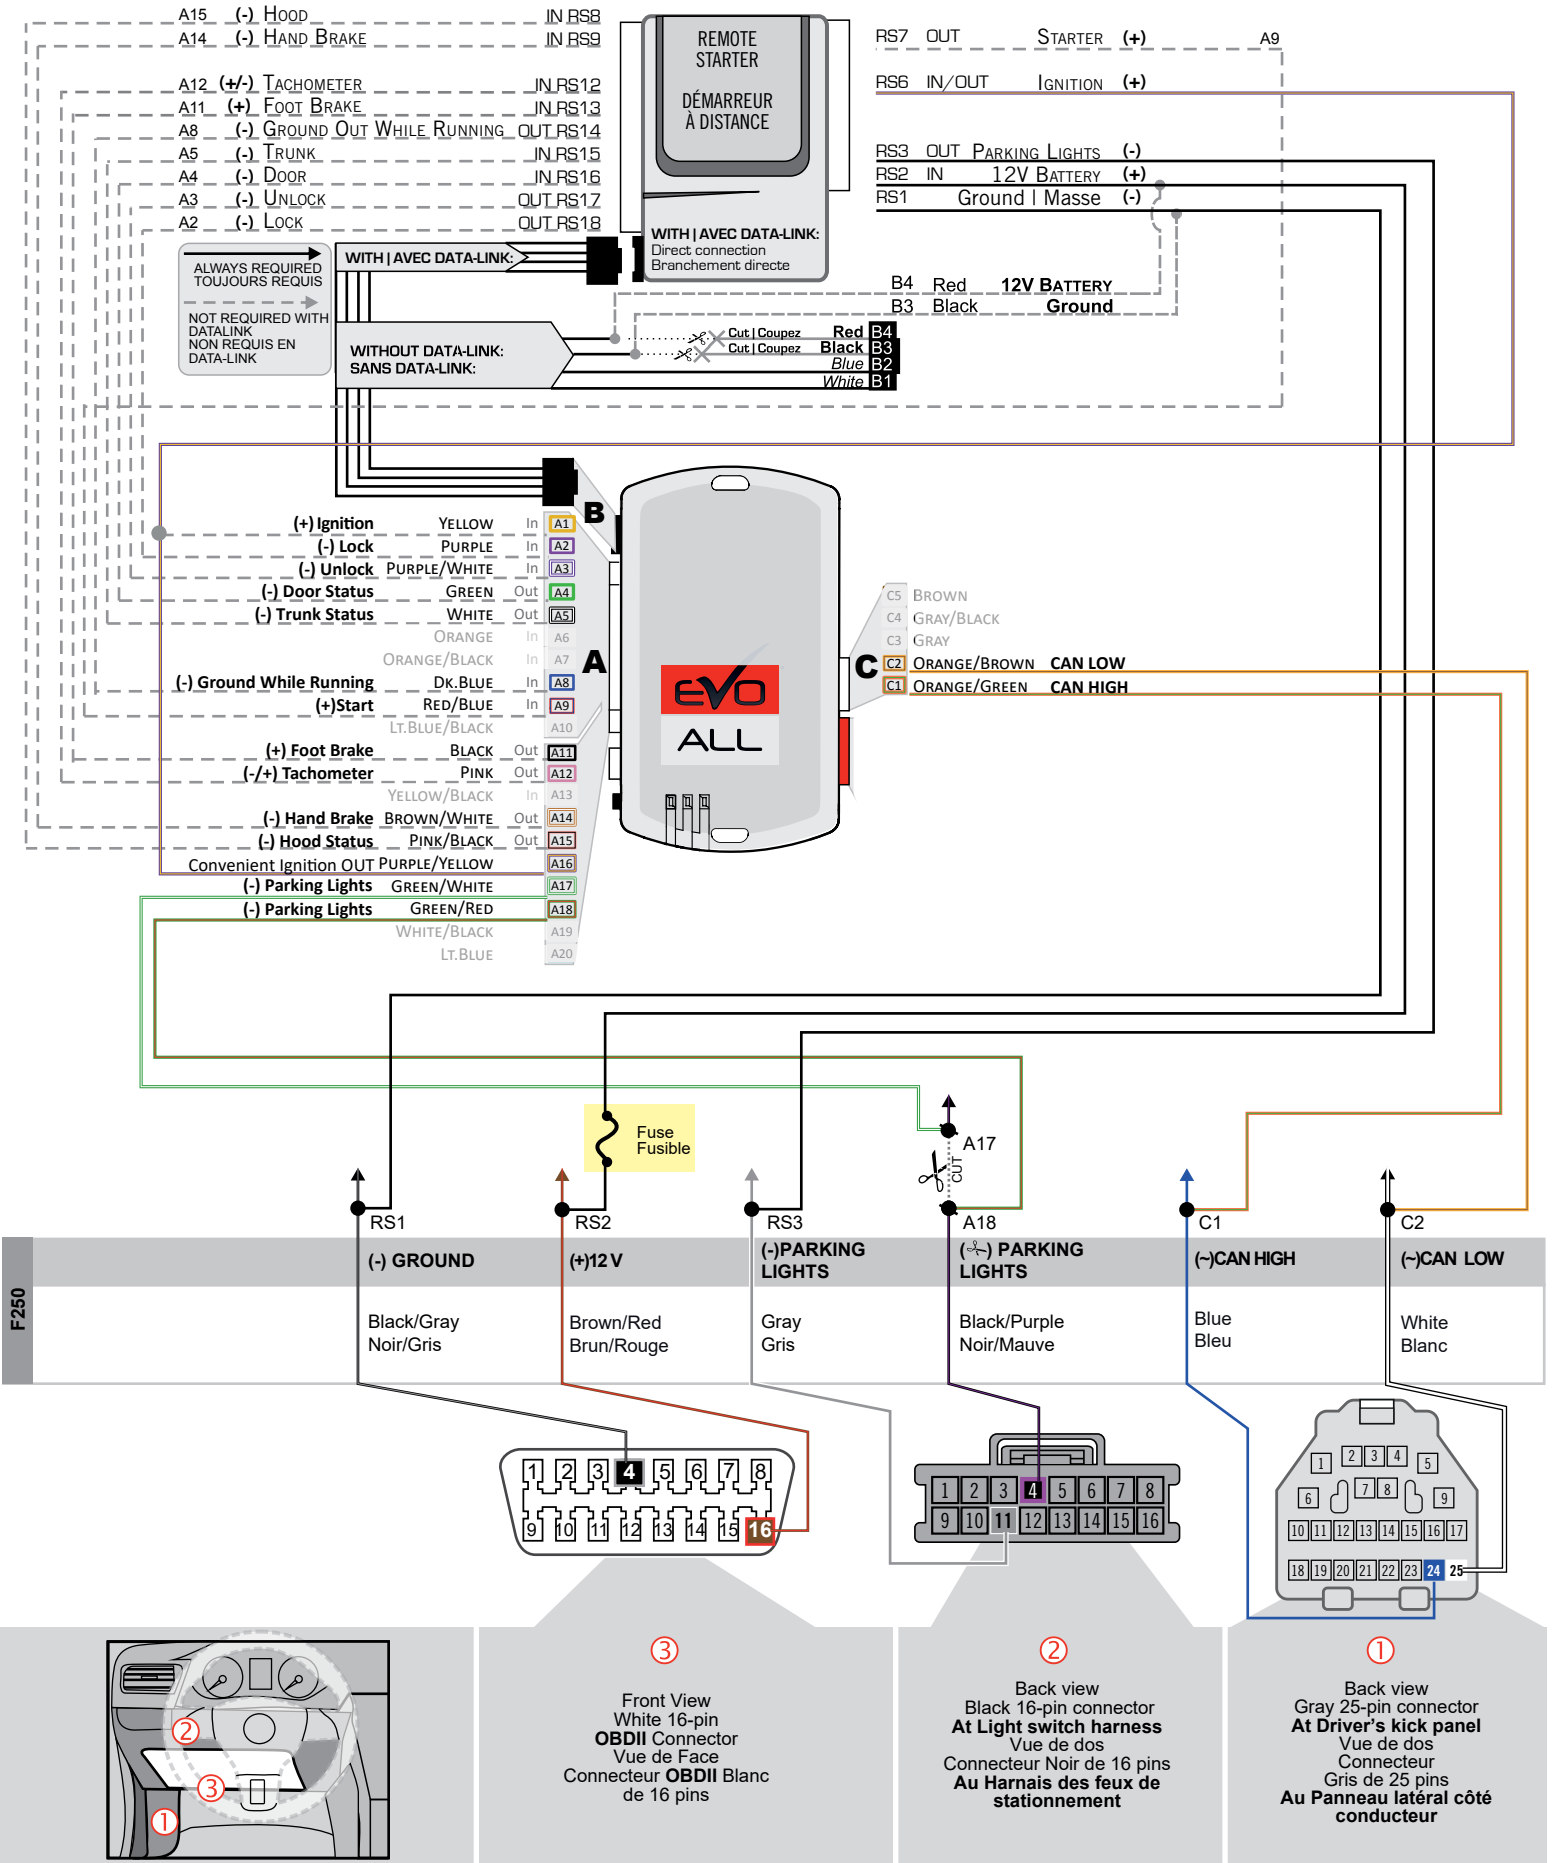 A15 (-) Hood IN RS8
A14 (-) Hand Brake IN RS9
A12 (+/-) Tachometer IN RS12
A11 (+) Foot Brake IN RS13
A8 (-) Ground Out While Running OUT RS14
A5 (-) Trunk IN RS15
A4 (-) Door IN RS16
A3 (-) Unlock OUT RS17
A2 (-) Lock OUT RS18
REMOTE
STARTER
DÉMARREUR
À DISTANCE
WITH | AVEC DATA-LINK:
Direct connection
Branchement directe
RS7 OUT Starter (+) A9
RS6 IN/OUT Ignition (+)
RS3 OUT Parking Lights (-)
RS2 IN 12V Battery (+)
RS1 Ground | Masse (-)
ALWAYS REQUIRED
TOUJOURS REQUIS
NOT REQUIRED WITH
DATALINK
NON REQUIS EN
DATA-LINK
WITH | AVEC DATA-LINK:
WITHOUT DATA-LINK:
SANS DATA-LINK:
B4 Red 12V Battery
B3 Black Ground
Cut | Coupez Red B4
Cut | Coupez Black B3
Blue B2
White B1
B
A
C
(+) Ignition Yellow In A1
(-) Lock Purple In A2
(-) Unlock Purple/White In A3
(-) Door Status Green Out A4
(-) Trunk Status White Out A5
Orange In A6
Orange/Black In A7
(-) Ground While Running Dk.Blue In A8
(+)Start Red/Blue In A9
Lt.Blue/Black A10
(+) Foot Brake Black Out A11
(-/+) Tachometer Pink Out A12
Yellow/Black In A13
(-) Hand Brake Brown/White Out A14
(-) Hood Status Pink/Black Out A15
Convenient Ignition OUT Purple/Yellow A16
(-) Parking Lights Green/White A17
(-) Parking Lights Green/Red A18
White/Black A19
Lt.Blue A20
EVO
ALL
C5 Brown
C4 Gray/Black
C3 Gray
C2 Orange/Brown CAN LOW
C1 Orange/Green CAN HIGH
Fuse
Fusible
A17
CUT
RS1
RS2
RS3
A18
C1
C2
F250
(-) GROUND
Black/Gray
Noir/Gris
(+)12 V
Brown/Red
Brun/Rouge
(-)PARKING
LIGHTS
Gray
Gris
( ) PARKING
LIGHTS
Black/Purple
Noir/Mauve
(~)CAN HIGH
Blue
Bleu
(~)CAN LOW
White
Blanc
1 2 3 4 5 6 7 8
9 10 11 12 13 14 15 16
1 2 3 4 5 6 7 8
9 10 11 12 13 14 15 16
1 2 3 4 5
6 7 8 9
10 11 12 13 14 15 16 17
18 19 20 21 22 23 24 25
2
3
1
3
Front View
White 16-pin
OBDII Connector
Vue de Face
Connecteur OBDII Blanc
de 16 pins
2
Back view
Black 16-pin connector
At Light switch harness
Vue de dos
Connecteur Noir de 16 pins
Au Harnais des feux de
stationnement
1
Back view
Gray 25-pin connector
At Driver's kick panel
Vue de dos
Connecteur
Gris de 25 pins
Au Panneau latéral côté
conducteur